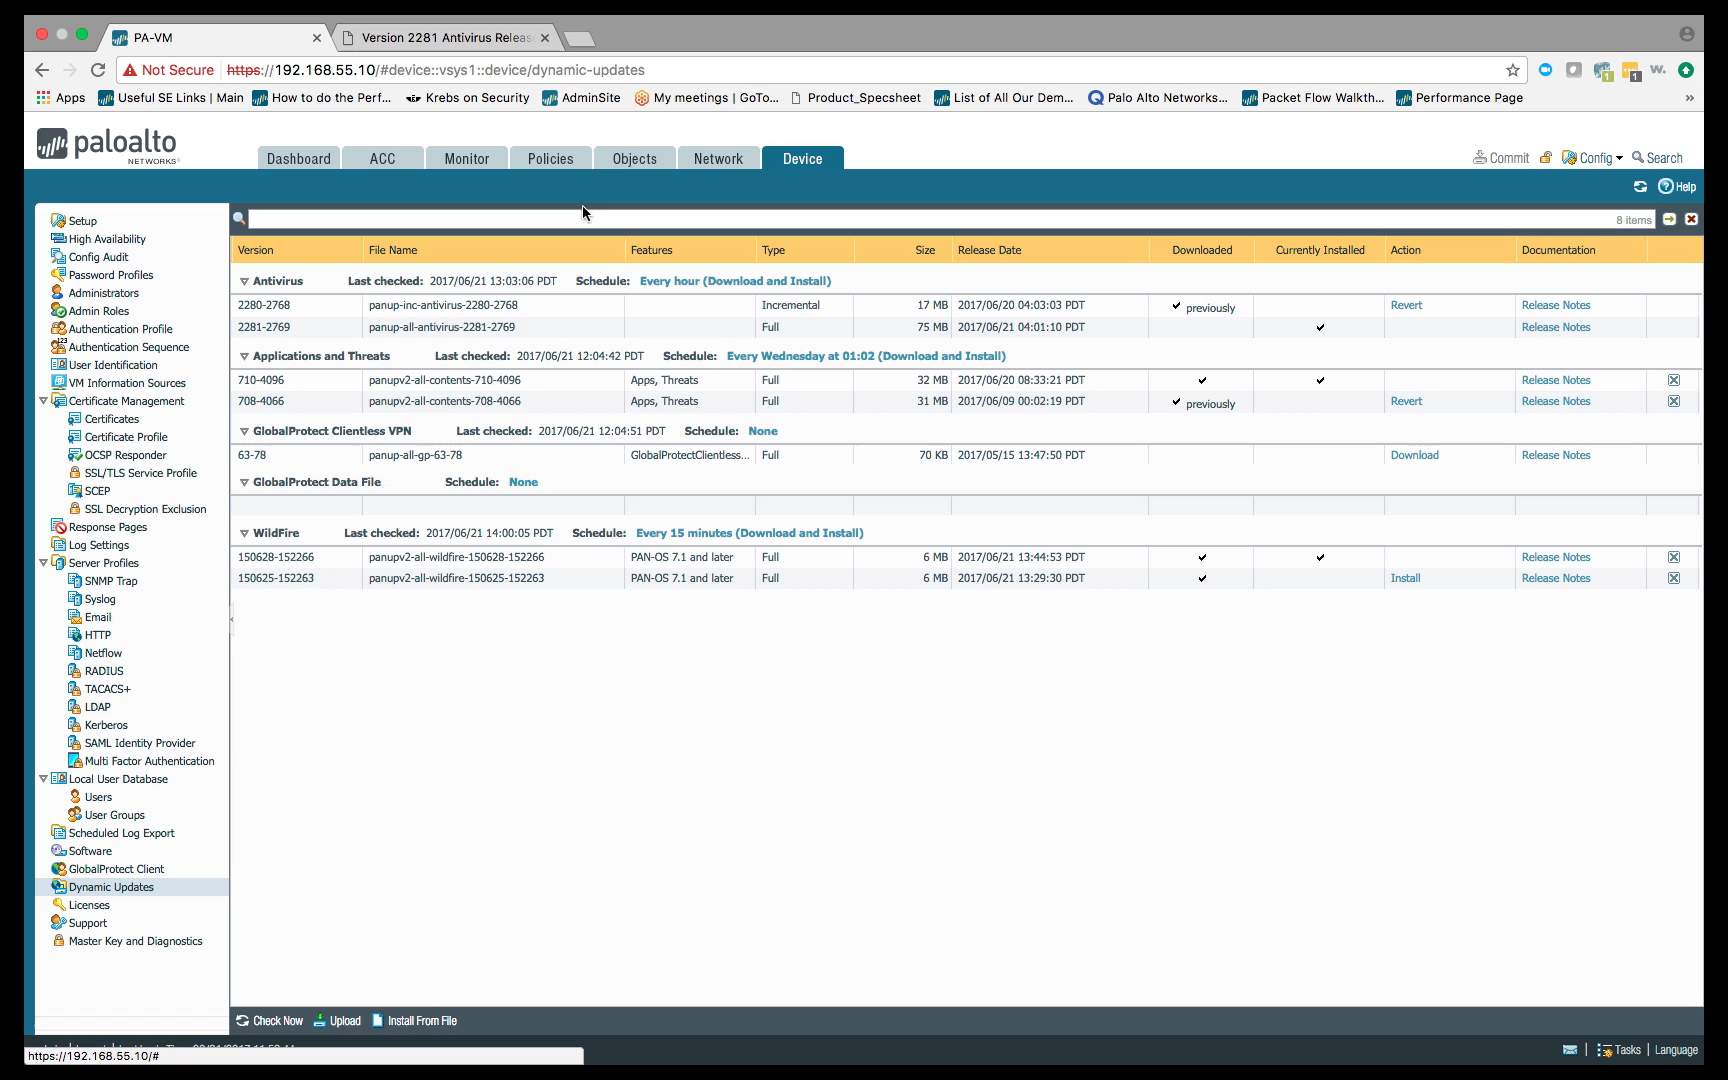 PA-VM
Version 2281 Antivirus Releas
Not Secure https://192.168.55.10/#device::vsys1::device/dynamic-updates
Apps Useful SE Links | Main How to do the Perf... Krebs on Security AdminSite My meetings | GoTo... Product_Specsheet List of All Our Dem... Palo Alto Networks... Packet Flow Walkth... Performance Page »
paloalto
NETWORKS
Dashboard ACC Monitor Policies Objects Network Device
Commit Config Search
Help
Setup
High Availability
Config Audit
Password Profiles
Administrators
Admin Roles
Authentication Profile
Authentication Sequence
User Identification
VM Information Sources
Certificate Management
Certificates
Certificate Profile
OCSP Responder
SSL/TLS Service Profile
SCEP
SSL Decryption Exclusion
Response Pages
Log Settings
Server Profiles
SNMP Trap
Syslog
Email
HTTP
Netflow
RADIUS
TACACS+
LDAP
Kerberos
SAML Identity Provider
Multi Factor Authentication
Local User Database
Users
User Groups
Scheduled Log Export
Software
GlobalProtect Client
Dynamic Updates
Licenses
Support
Master Key and Diagnostics
8 items
Version File Name Features Type Size Release Date Downloaded Currently Installed Action Documentation
Antivirus Last checked: 2017/06/21 13:03:06 PDT Schedule: Every hour (Download and Install)
2280-2768 panup-inc-antivirus-2280-2768 Incremental 17 MB 2017/06/20 04:03:03 PDT ✔ previously Revert Release Notes
2281-2769 panup-all-antivirus-2281-2769 Full 75 MB 2017/06/21 04:01:10 PDT ✔ Release Notes
Applications and Threats Last checked: 2017/06/21 12:04:42 PDT Schedule: Every Wednesday at 01:02 (Download and Install)
710-4096 panupv2-all-contents-710-4096 Apps, Threats Full 32 MB 2017/06/20 08:33:21 PDT ✔ ✔ Release Notes
708-4066 panupv2-all-contents-708-4066 Apps, Threats Full 31 MB 2017/06/09 00:02:19 PDT ✔ previously Revert Release Notes
GlobalProtect Clientless VPN Last checked: 2017/06/21 12:04:51 PDT Schedule: None
63-78 panup-all-gp-63-78 GlobalProtectClientless... Full 70 KB 2017/05/15 13:47:50 PDT Download Release Notes
GlobalProtect Data File Schedule: None
WildFire Last checked: 2017/06/21 14:00:05 PDT Schedule: Every 15 minutes (Download and Install)
150628-152266 panupv2-all-wildfire-150628-152266 PAN-OS 7.1 and later Full 6 MB 2017/06/21 13:44:53 PDT ✔ ✔ Release Notes
150625-152263 panupv2-all-wildfire-150625-152263 PAN-OS 7.1 and later Full 6 MB 2017/06/21 13:29:30 PDT ✔ Install Release Notes
Check Now Upload Install From File
https://192.168.55.10/#
Tasks | Language